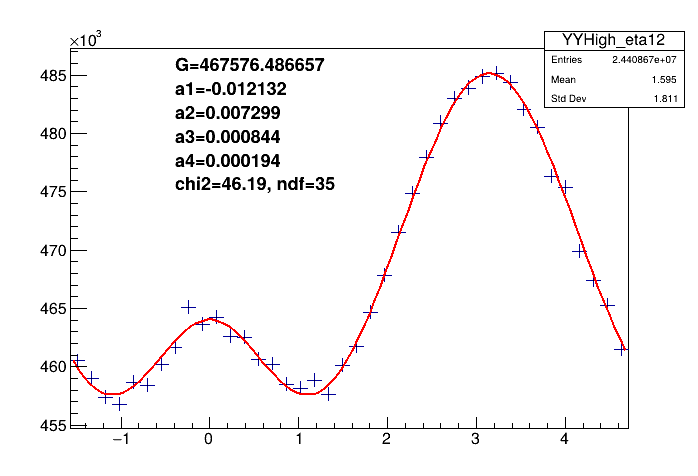 ×10³
YYHigh_eta12
Entries 2.440867e+07
Mean 1.595
Std Dev 1.811
G=467576.486657
a1=-0.012132
a2=0.007299
a3=0.000844
a4=0.000194
chi2=46.19, ndf=35
485
480
475
470
465
460
455
−1 0 1 2 3 4